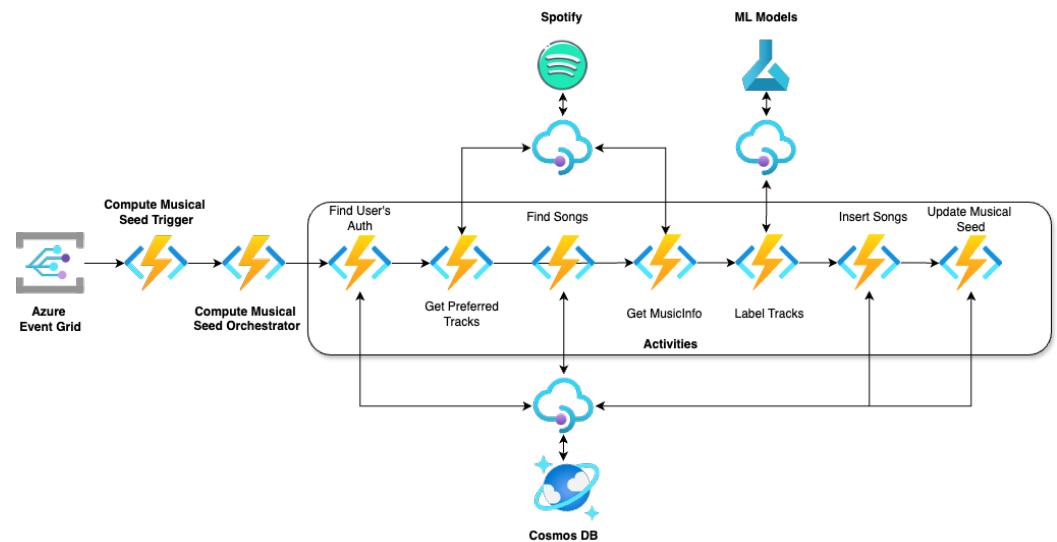 Spotify
ML Models
Compute Musical
Seed Trigger
Find User's
Auth
Find Songs
Insert Songs
Update Musical
Seed
Azure
Event Grid
Compute Musical
Seed Orchestrator
Get Preferred
Tracks
Get MusicInfo
Label Tracks
Activities
Cosmos DB